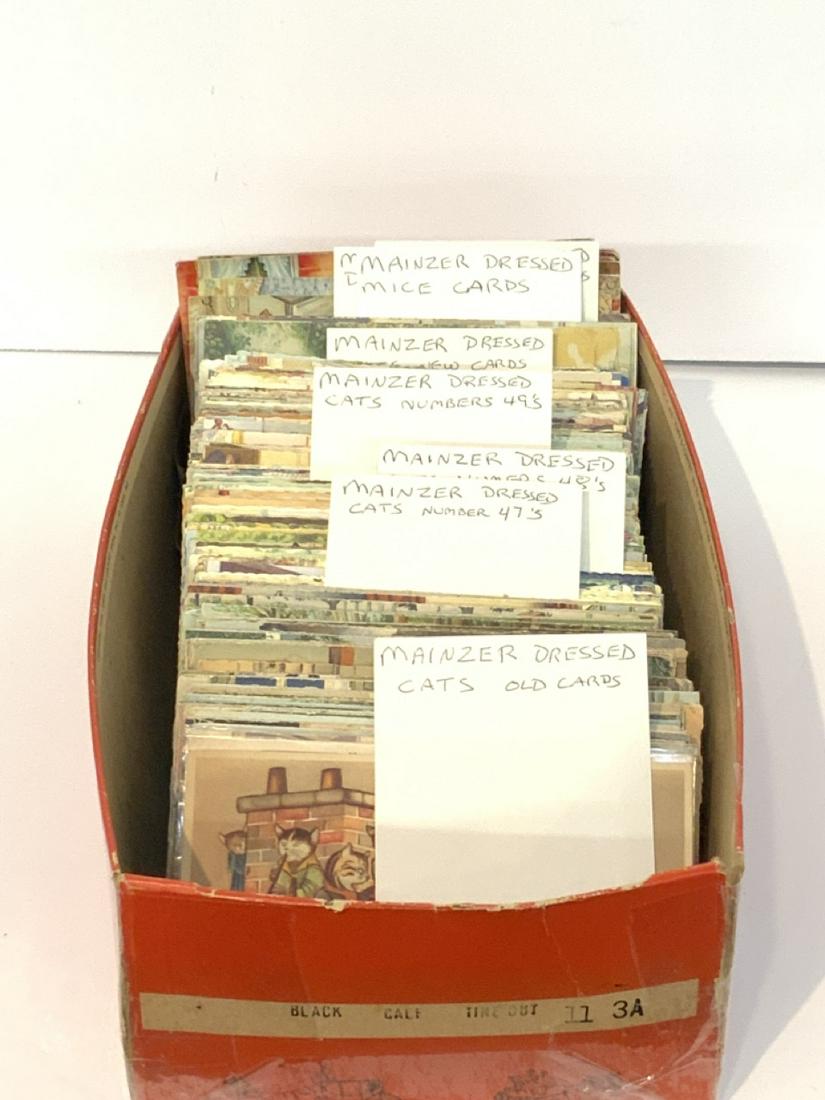 MAINZER DRESSED
MICE CARDS
MAINZER DRESSED
NEW CARDS
MAINZER DRESSED
CATS NUMBERS 49'S
MAINZER DRESSED
48'S
MAINZER DRESSED
CATS NUMBER 47'S
MAINZER DRESSED
CATS OLD CARDS
BLACK CALF TIME OUT 11 3A